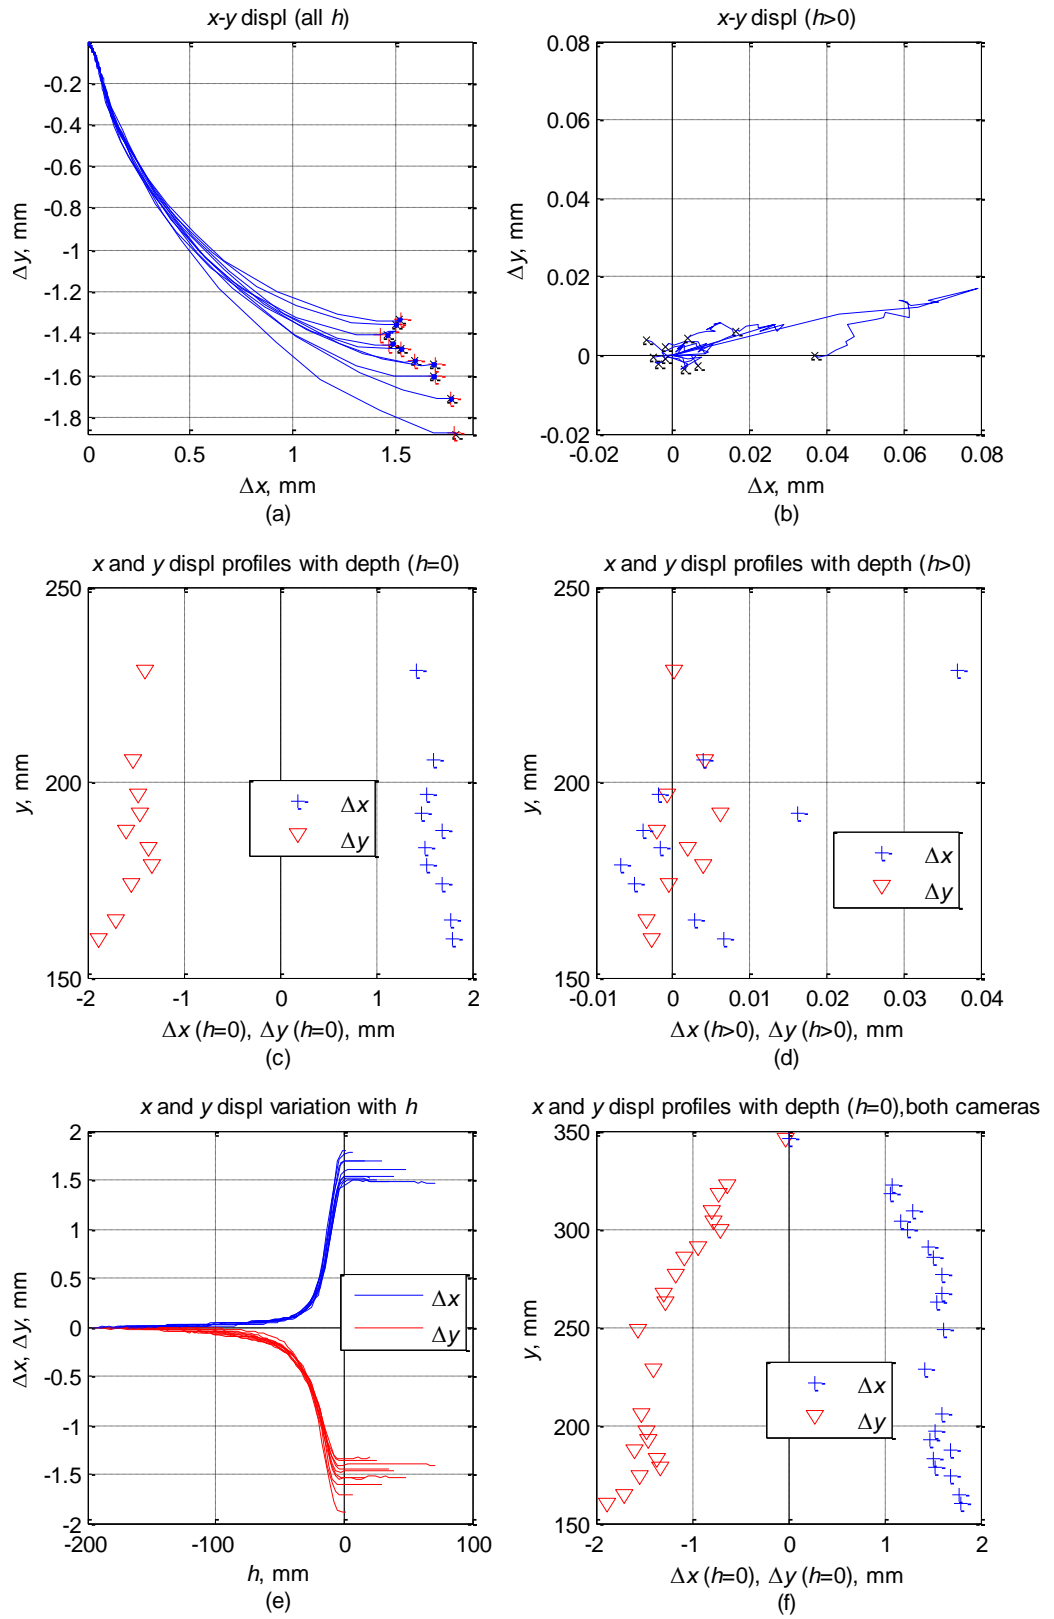 x-y displ (all h)
-0.2
-0.4
-0.6
-0.8
-1
-1.2
-1.4
-1.6
-1.8
0
0.5
1
1.5
Δy, mm
Δx, mm
(a)
x-y displ (h>0)
0.08
0.06
0.04
0.02
0
-0.02
-0.02
0
0.02
0.04
0.06
0.08
Δy, mm
Δx, mm
(b)
x and y displ profiles with depth (h=0)
250
200
150
-2
-1
0
1
2
y, mm
Δx
Δy
Δx (h=0), Δy (h=0), mm
(c)
x and y displ profiles with depth (h>0)
250
200
150
-0.01
0
0.01
0.02
0.03
0.04
y, mm
Δx
Δy
Δx (h>0), Δy (h>0), mm
(d)
x and y displ variation with h
2
1.5
1
0.5
0
-0.5
-1
-1.5
-2
-200
-100
0
100
Δx, Δy, mm
Δx
Δy
h, mm
(e)
x and y displ profiles with depth (h=0),both cameras
350
300
250
200
150
-2
-1
0
1
2
y, mm
Δx
Δy
Δx (h=0), Δy (h=0), mm
(f)